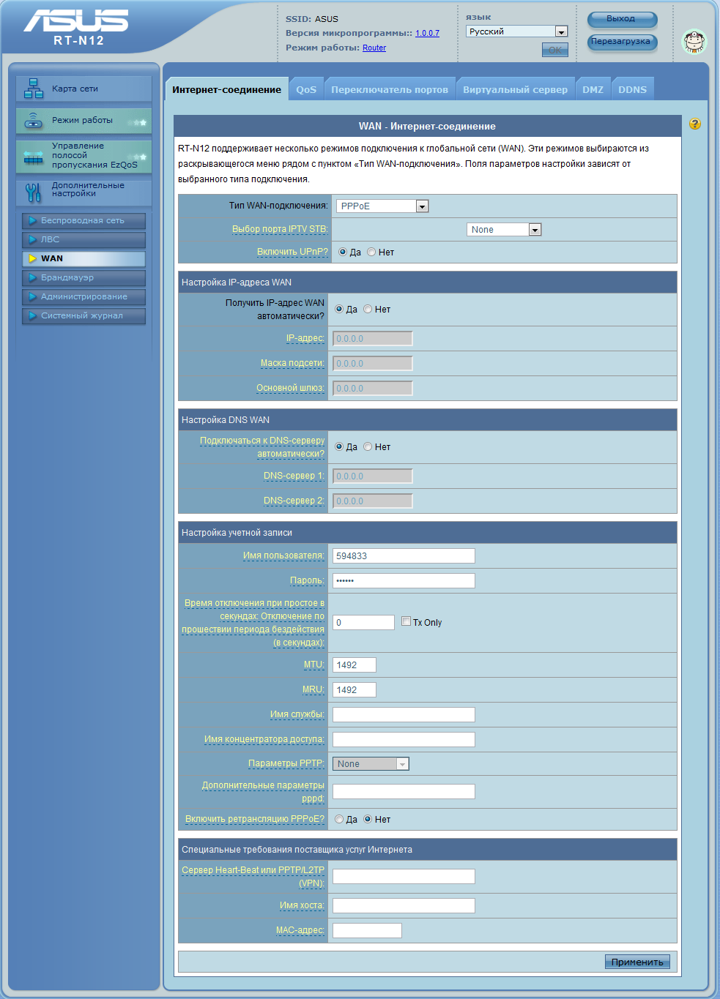 ASUS
RT-N12
SSID: ASUS
Версия микропрограммы:: 1.0.0.7
Режим работы: Router
язык
Русский
OK
Выход
Перезагрузка
Карта сети
Режим работы
Управление
полосой
пропускания EzQoS
Дополнительные
настройки
Беспроводная сеть
ЛВС
WAN
Брандмауэр
Администрирование
Системный журнал
Интернет-соединение
QoS
Переключатель портов
Виртуальный сервер
DMZ
DDNS
WAN - Интернет-соединение
RT-N12 поддерживает несколько режимов подключения к глобальной сети (WAN). Эти режимов выбираются из
раскрывающегося меню рядом с пунктом «Тип WAN-подключения». Поля параметров настройки зависят от
выбранного типа подключения.
Тип WAN-подключения: PPPoE
Выбор порта IPTV STB: None
Включить UPnP? Да Нет
Настройка IP-адреса WAN
Получить IP-адрес WAN
автоматически? Да Нет
IP-адрес: 0.0.0.0
Маска подсети: 0.0.0.0
Основной шлюз: 0.0.0.0
Настройка DNS WAN
Подключаться к DNS-серверу
автоматически? Да Нет
DNS-сервер 1: 0.0.0.0
DNS-сервер 2: 0.0.0.0
Настройка учетной записи
Имя пользователя: 594833
Пароль: ••••••
Время отключения при простое в
секундах: Отключение по
прошествии периода бездействия
(в секундах): 0 Tx Only
MTU: 1492
MRU: 1492
Имя службы:
Имя концентратора доступа:
Параметры PPTP: None
Дополнительные параметры
pppd:
Включить ретрансляцию PPPoE? Да Нет
Специальные требования поставщика услуг Интернета
Сервер Heart-Beat или PPTP/L2TP
(VPN):
Имя хоста:
MAC-адрес:
Применить